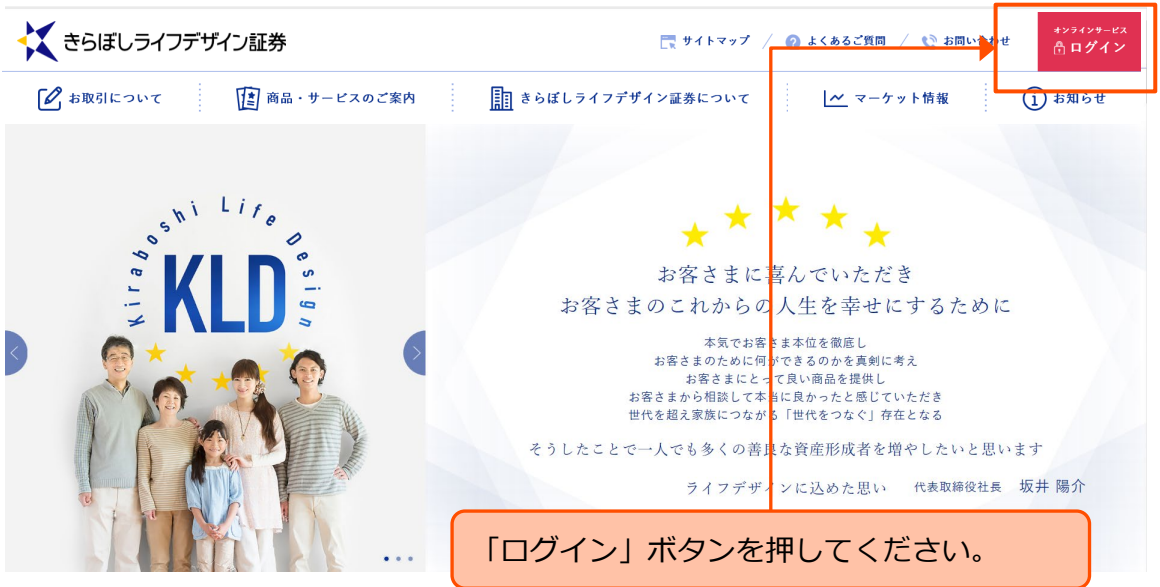 きらぼしライフデザイン証券
サイトマップ / よくあるご質問 / お問い合わせ
オンラインサービス
ログイン
お取引について
商品・サービスのご案内
きらぼしライフデザイン証券について
マーケット情報
お知らせ
Kiraboshi Life Design
KLD
お客さまに喜んでいただき
お客さまのこれからの人生を幸せにするために
本気でお客さま本位を徹底し
お客さまのために何ができるのかを真剣に考え
お客さまにとって良い商品を提供し
お客さまから相談して本当に良かったと感じていただき
世代を超え家族につながる「世代をつなぐ」存在となる
そうしたことで一人でも多くの善良な資産形成者を増やしたいと思います
ライフデザインに込めた思い 代表取締役社長 坂井 陽介
「ログイン」ボタンを押してください。